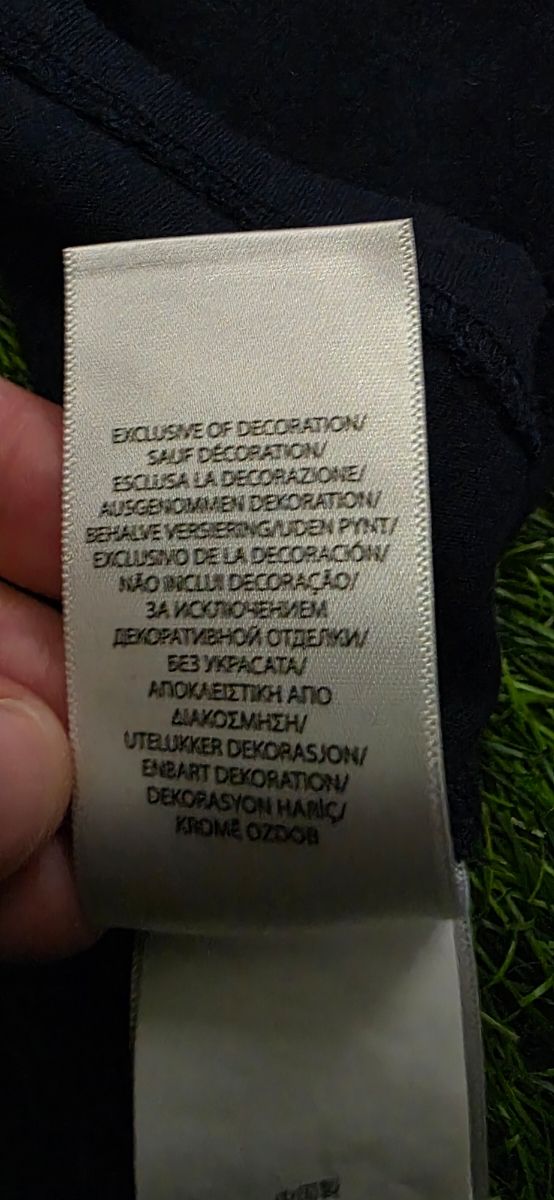 EXCLUSIVE OF DECORATION/
SAUF DÉCORATION/
ESCLUSA LA DECORAZIONE/
AUSGENOMMEN DEKORATION/
BEHALVE VERSIERING/UDEN PYNT/
EXCLUSIVO DE LA DECORACIÓN/
NÃO INCLUI DECORAÇÃO/
ЗА ИСКЛЮЧЕНИЕМ
ДЕКОРАТИВНОЙ ОТДЕЛКИ/
БЕЗ УКРАСАТА/
ΑΠΟΚΛΕΙΣΤΙΚΗ ΑΠΟ
ΔΙΑΚΟΣΜΗΣΗ/
UTELUKKER DEKORASJON/
ENBART DEKORATION/
DEKORASYON HARİÇ/
KROMĚ OZDOB